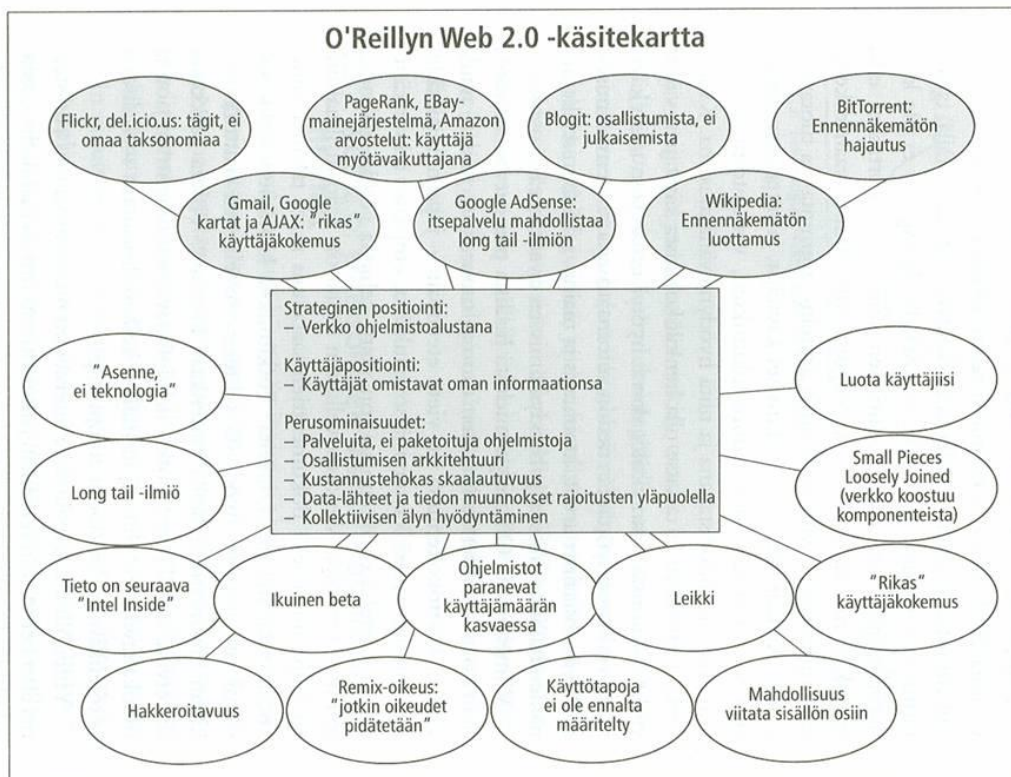 O'Reillyn Web 2.0 -käsitekartta
Flickr, del.icio.us: tägit, ei
omaa taksonomiaa
PageRank, EBay-
mainejärjestelmä, Amazon
arvostelut: käyttäjä
myötävaikuttajana
Blogit: osallistumista, ei
julkaisemista
BitTorrent:
Ennennäkemätön
hajautus
Gmail, Google
kartat ja AJAX: "rikas"
käyttäjäkokemus
Google AdSense:
itsepalvelu mahdollistaa
long tail -ilmiön
Wikipedia:
Ennennäkemätön
luottamus
Strateginen positiointi:
– Verkko ohjelmistoalustana
Käyttäjäpositiointi:
– Käyttäjät omistavat oman informaationsa
Perusominaisuudet:
– Palveluita, ei paketoituja ohjelmistoja
– Osallistumisen arkkitehtuuri
– Kustannustehokas skaalautuvuus
– Data-lähteet ja tiedon muunnokset rajoitusten yläpuolella
– Kollektiivisen älyn hyödyntäminen
"Asenne,
ei teknologia"
Luota käyttäjiisi
Long tail -ilmiö
Small Pieces
Loosely Joined
(verkko koostuu
komponenteista)
Tieto on seuraava
"Intel Inside"
Ikuinen beta
Ohjelmistot
paranevat
käyttäjämäärän
kasvaessa
Leikki
"Rikas"
käyttäjäkokemus
Hakkeroitavuus
Remix-oikeus:
"jotkin oikeudet
pidätetään"
Käyttötapoja
ei ole ennalta
määritelty
Mahdollisuus
viitata sisällön osiin